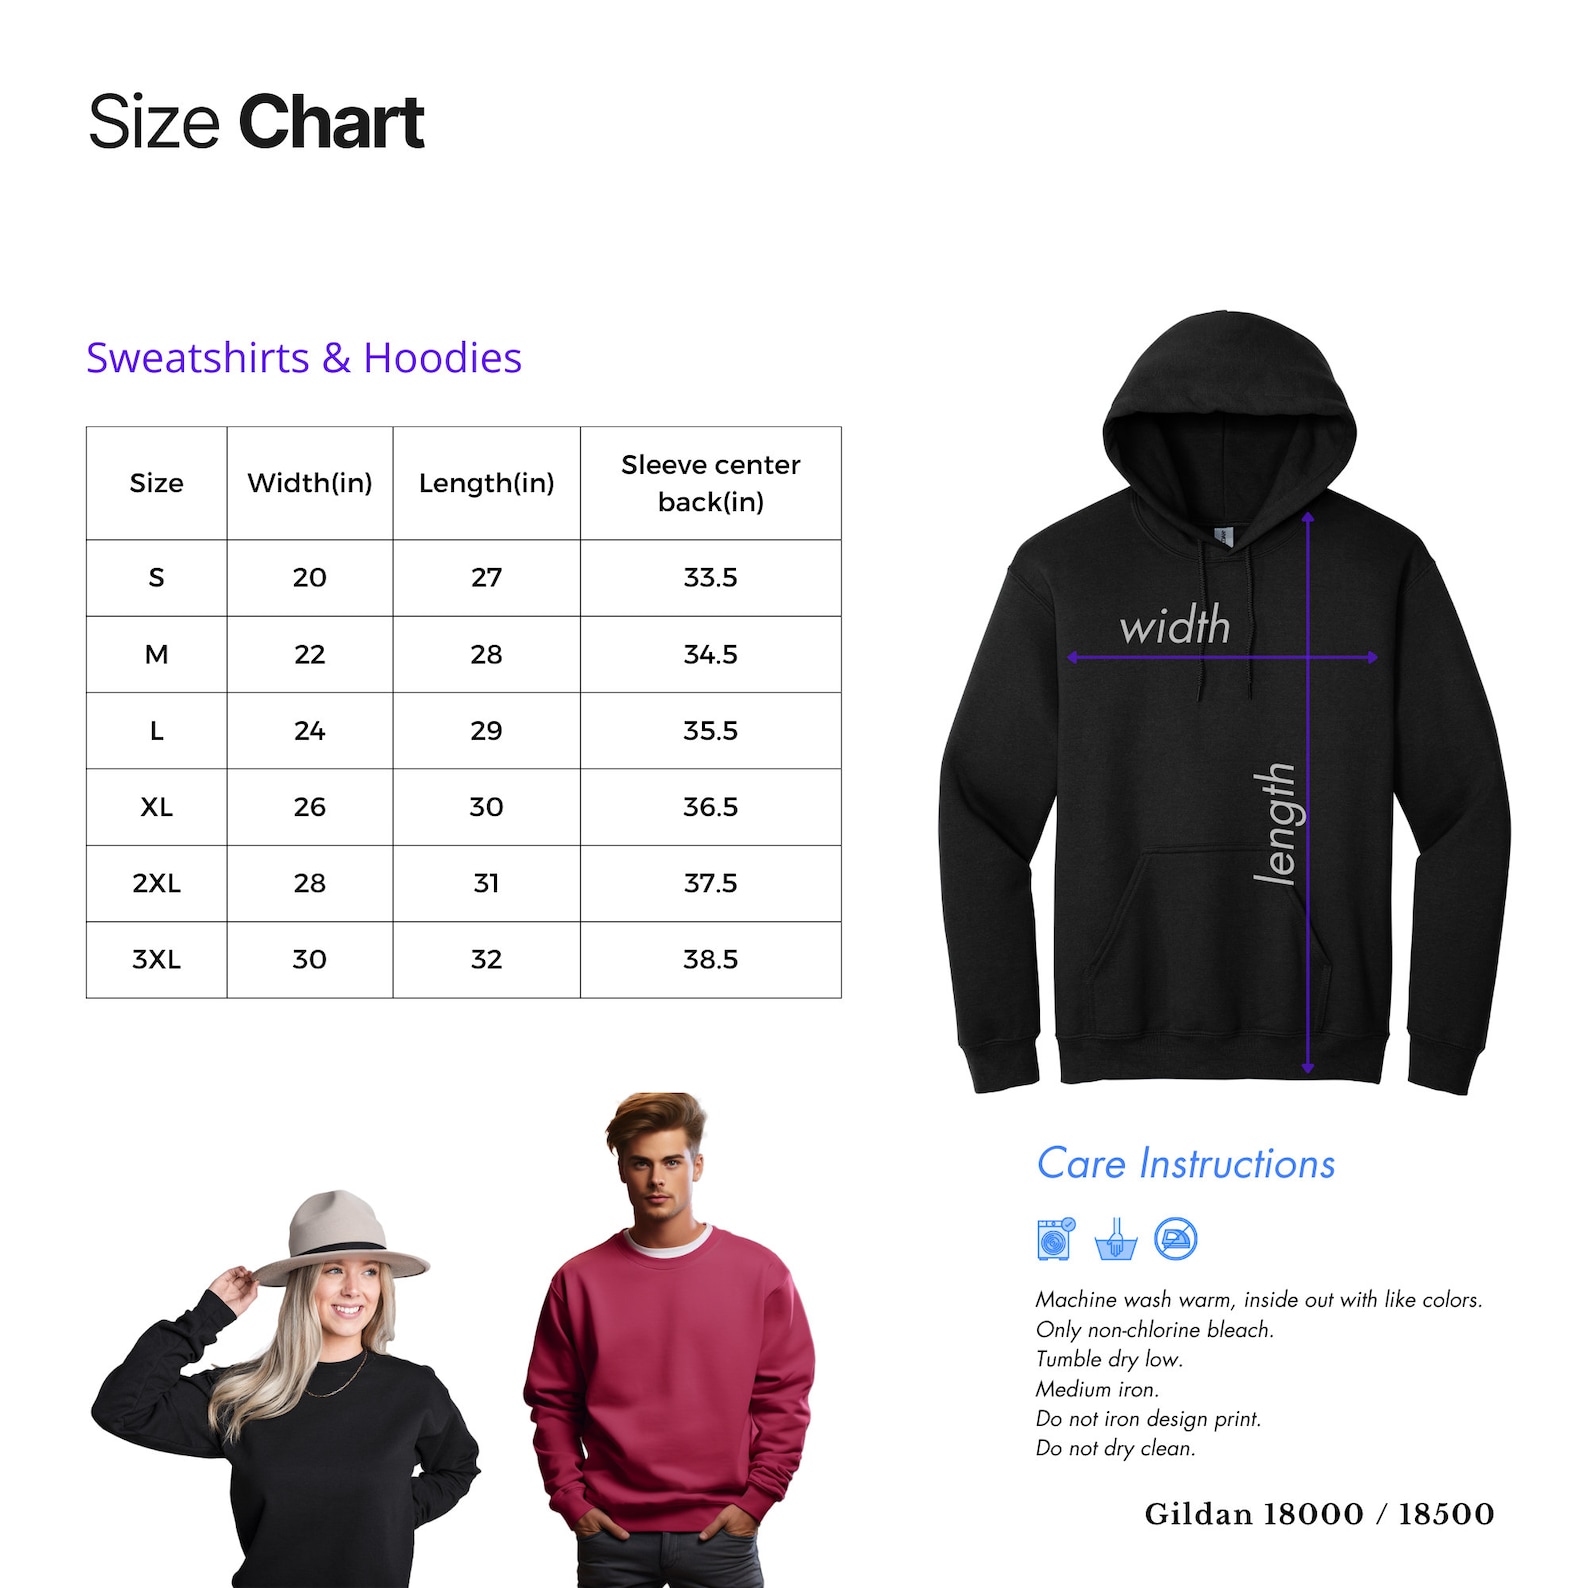 Size Chart
Sweatshirts & Hoodies
Size Width(in) Length(in) Sleeve center back(in)
S 20 27 33.5
M 22 28 34.5
L 24 29 35.5
XL 26 30 36.5
2XL 28 31 37.5
3XL 30 32 38.5
width
length
Care Instructions
Machine wash warm, inside out with like colors.
Only non-chlorine bleach.
Tumble dry low.
Medium iron.
Do not iron design print.
Do not dry clean.
Gildan 18000 / 18500